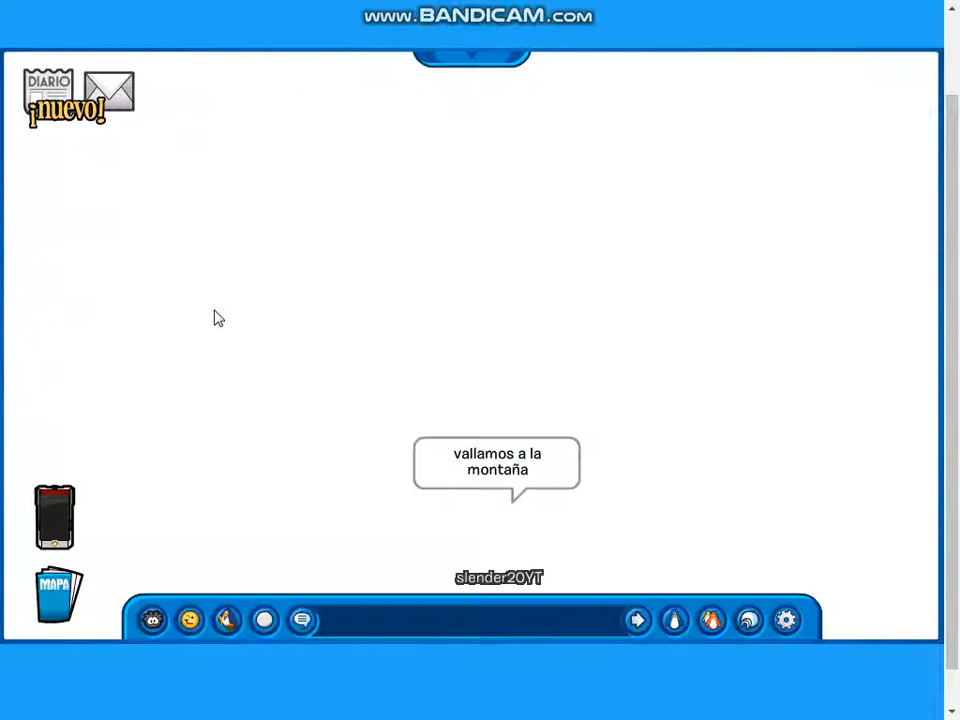 WWW.BANDICAM.COM
DIARIO
¡nuevo!
vallamos a la
montaña
slender20YT
MAPA